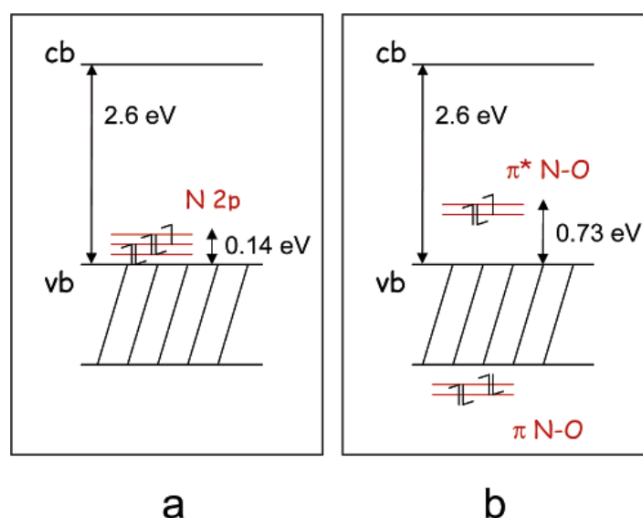 cb
2.6 eV
N 2p
0.14 eV
vb
a
cb
2.6 eV
π* N-O
0.73 eV
vb
π N-O
b